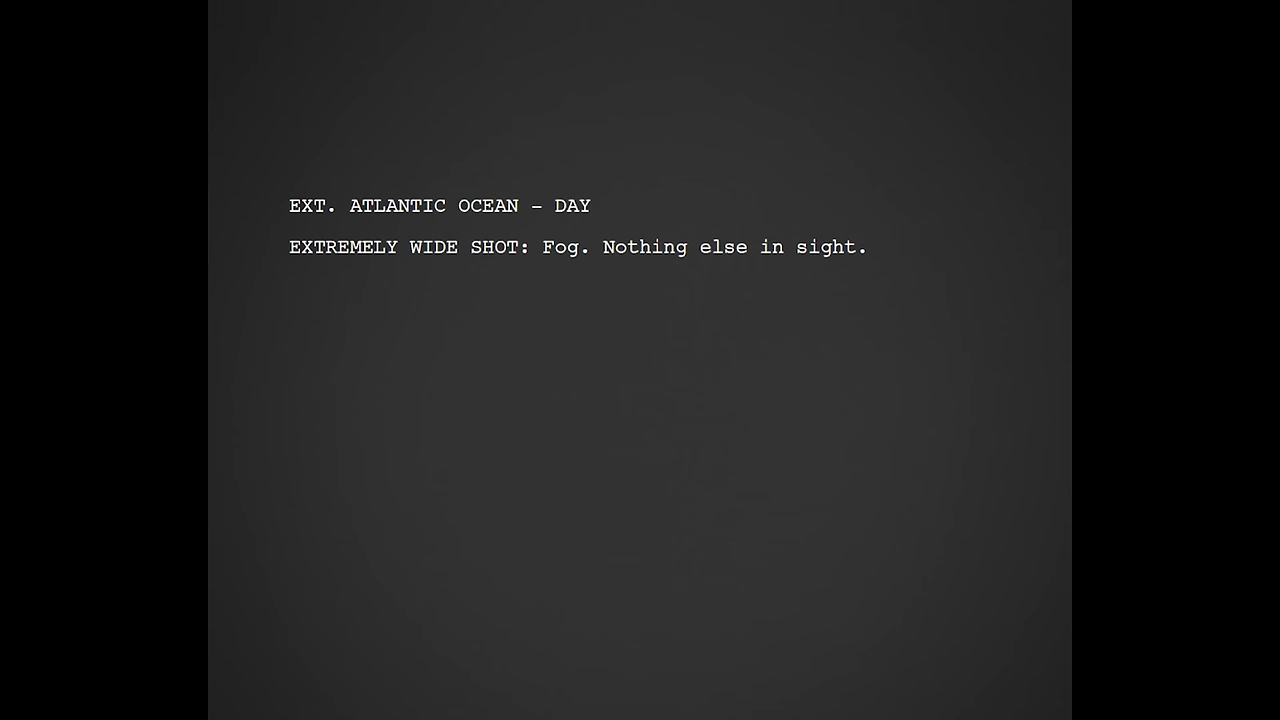 EXT. ATLANTIC OCEAN - DAY
EXTREMELY WIDE SHOT: Fog. Nothing else in sight.